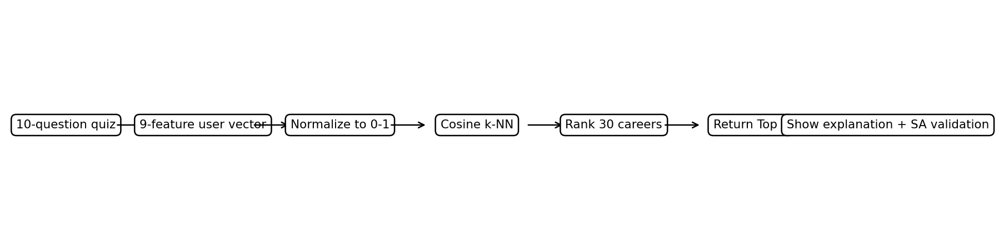 10-question quiz
9-feature user vector
Normalize to 0-1
Cosine k-NN
Rank 30 careers
Return Top
Show explanation + SA validation